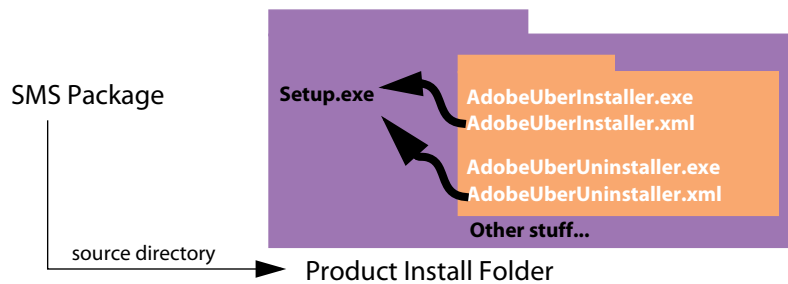 SMS Package
Setup.exe
AdobeUberInstaller.exe
AdobeUberInstaller.xml
AdobeUberUninstaller.exe
AdobeUberUninstaller.xml
Other stuff...
source directory
Product Install Folder